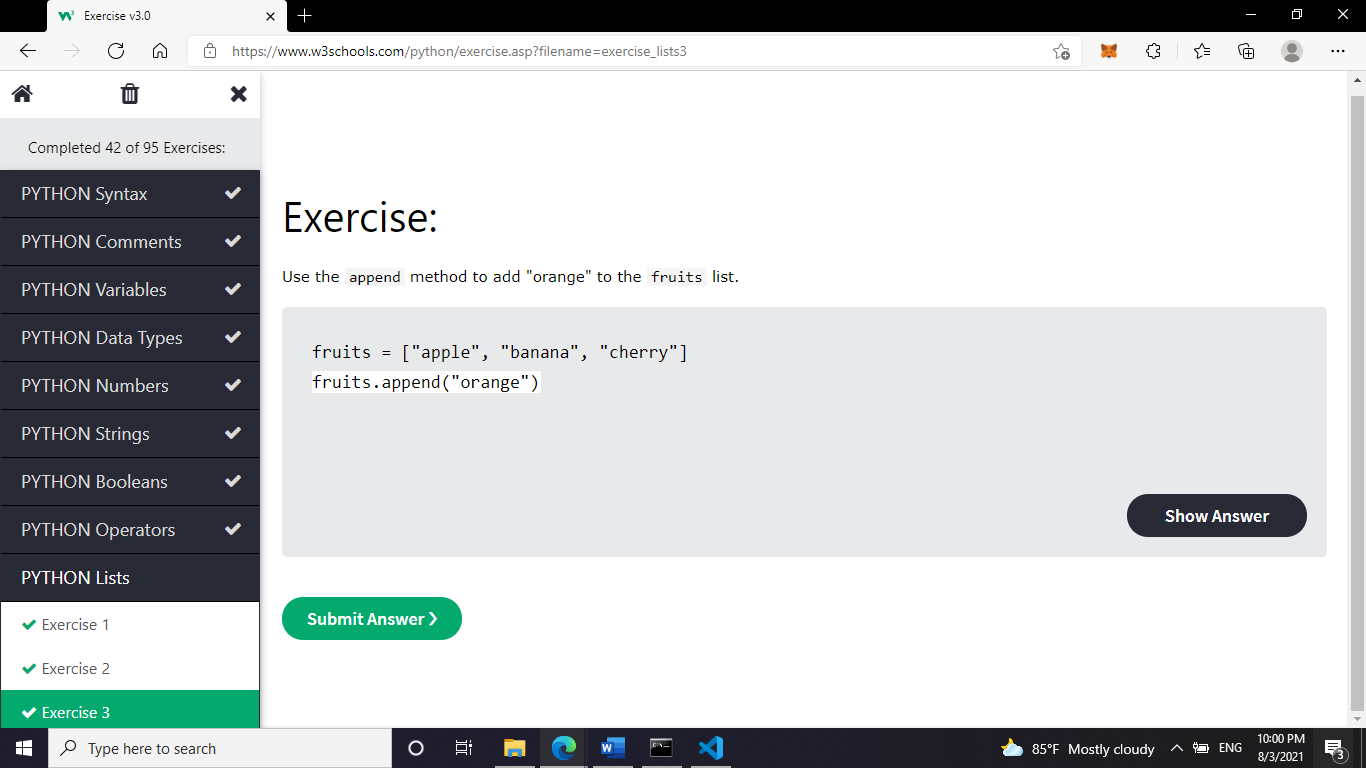 Exercise v3.0
https://www.w3schools.com/python/exercise.asp?filename=exercise_lists3
Completed 42 of 95 Exercises:
PYTHON Syntax
PYTHON Comments
PYTHON Variables
PYTHON Data Types
PYTHON Numbers
PYTHON Strings
PYTHON Booleans
PYTHON Operators
PYTHON Lists
Exercise 1
Exercise 2
Exercise 3
Exercise:
Use the append method to add "orange" to the fruits list.
fruits = ["apple", "banana", "cherry"]
fruits.append("orange")
Show Answer
Submit Answer ❯
Type here to search
85°F Mostly cloudy
ENG
10:00 PM
8/3/2021
3